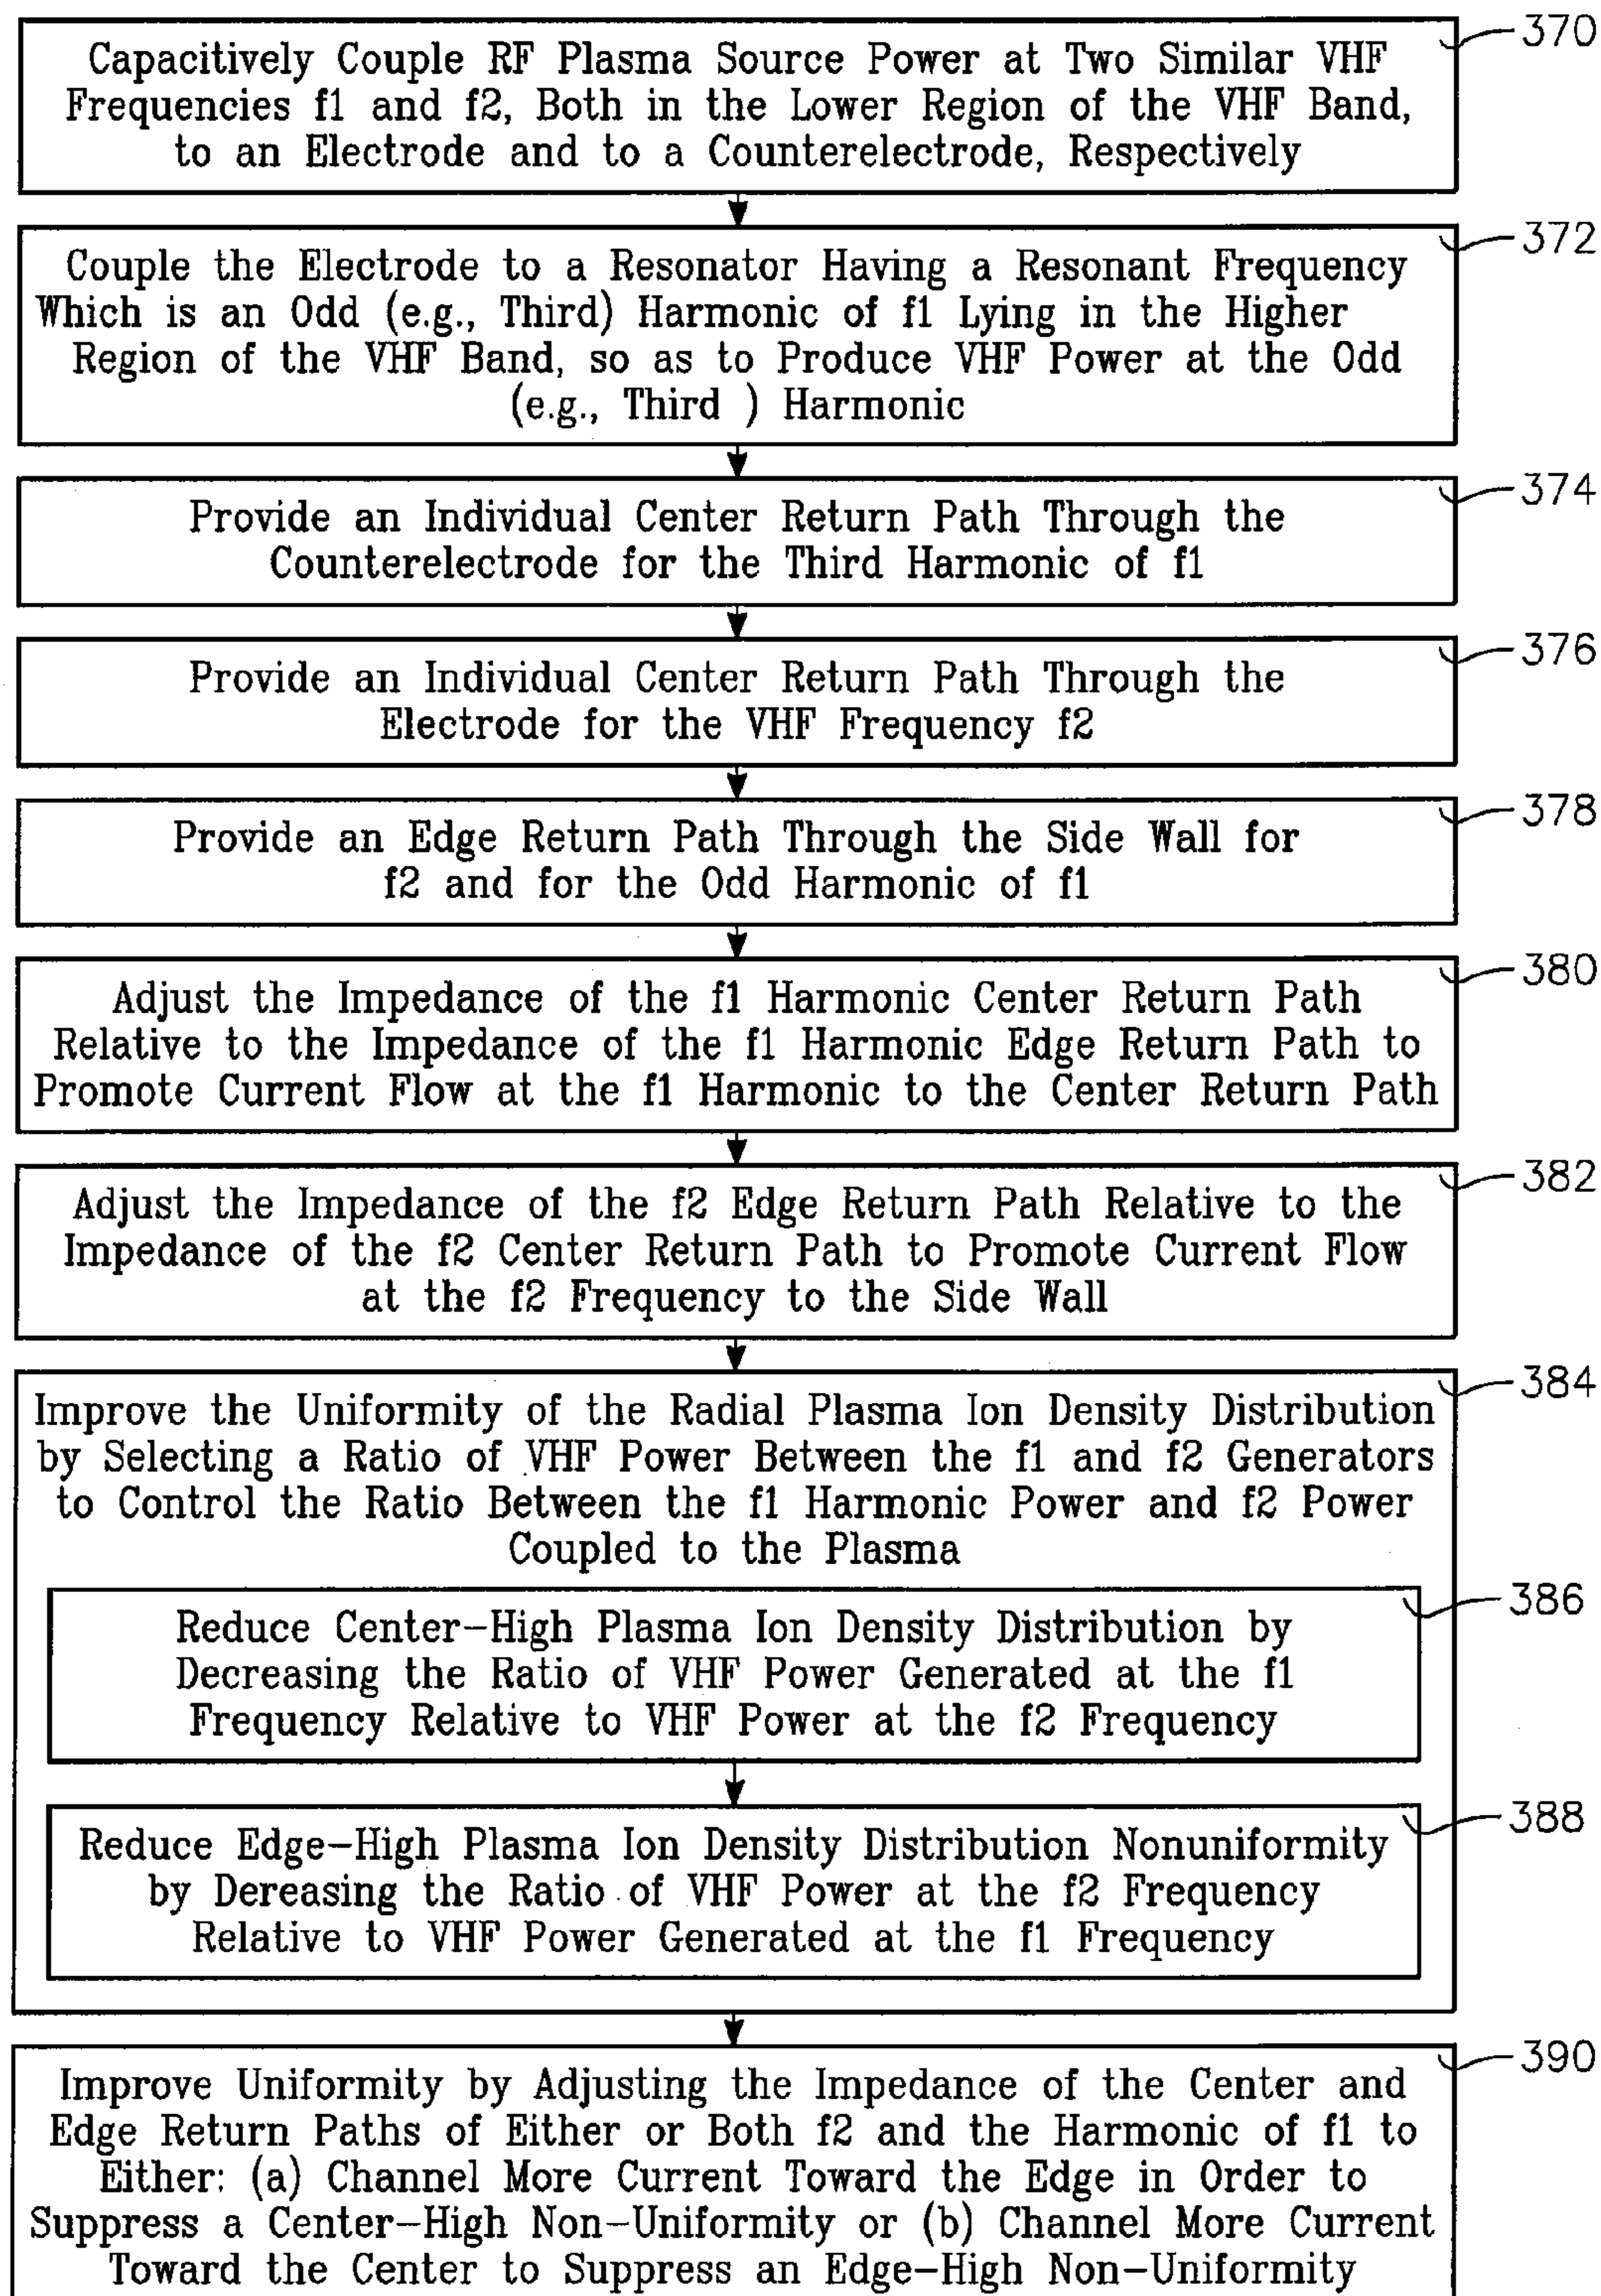 370
Capacitively Couple RF Plasma Source Power at Two Similar VHF
Frequencies f1 and f2, Both in the Lower Region of the VHF Band,
to an Electrode and to a Counterelectrode, Respectively
372
Couple the Electrode to a Resonator Having a Resonant Frequency
Which is an Odd (e.g., Third) Harmonic of f1 Lying in the Higher
Region of the VHF Band, so as to Produce VHF Power at the Odd
(e.g., Third ) Harmonic
374
Provide an Individual Center Return Path Through the
Counterelectrode for the Third Harmonic of f1
376
Provide an Individual Center Return Path Through the
Electrode for the VHF Frequency f2
378
Provide an Edge Return Path Through the Side Wall for
f2 and for the Odd Harmonic of f1
380
Adjust the Impedance of the f1 Harmonic Center Return Path
Relative to the Impedance of the f1 Harmonic Edge Return Path to
Promote Current Flow at the f1 Harmonic to the Center Return Path
382
Adjust the Impedance of the f2 Edge Return Path Relative to the
Impedance of the f2 Center Return Path to Promote Current Flow
at the f2 Frequency to the Side Wall
384
Improve the Uniformity of the Radial Plasma Ion Density Distribution
by Selecting a Ratio of VHF Power Between the f1 and f2 Generators
to Control the Ratio Between the f1 Harmonic Power and f2 Power
Coupled to the Plasma
386
Reduce Center-High Plasma Ion Density Distribution by
Decreasing the Ratio of VHF Power Generated at the f1
Frequency Relative to VHF Power at the f2 Frequency
388
Reduce Edge-High Plasma Ion Density Distribution Nonuniformity
by Dereasing the Ratio of VHF Power at the f2 Frequency
Relative to VHF Power Generated at the f1 Frequency
390
Improve Uniformity by Adjusting the Impedance of the Center and
Edge Return Paths of Either or Both f2 and the Harmonic of f1 to
Either: (a) Channel More Current Toward the Edge in Order to
Suppress a Center-High Non-Uniformity or (b) Channel More Current
Toward the Center to Suppress an Edge-High Non-Uniformity